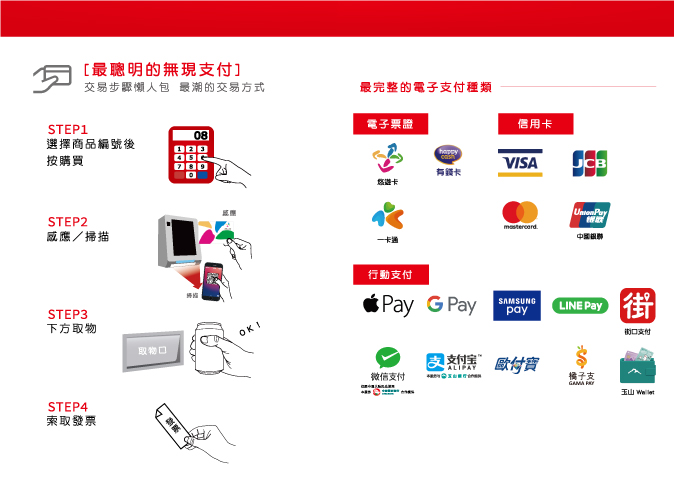 [最聰明的無現支付]
交易步驟懶人包 最潮的交易方式
STEP1
選擇商品編號後
按購買
08
1 2 3
4 5 6
7 8 9
0
STEP2
感應／掃描
感應
掃描
STEP3
下方取物
取物口
OK!
STEP4
索取發票
發票
最完整的電子支付種類
電子票證
悠遊卡
happy cash
有錢卡
一卡通
信用卡
VISA
JCB
mastercard.
UnionPay
银联
中國銀聯
行動支付
Pay
G Pay
SAMSUNG
pay
LINE Pay
街
街口支付
微信支付
支 支付宝™
ALIPAY
歐付寶
橘子支
GAMA PAY
玉山 Wallet